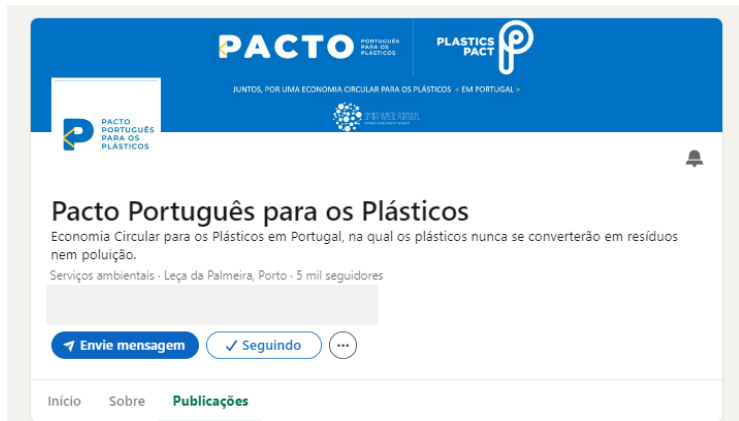 PACTO PORTUGUÊS PARA OS PLÁSTICOS
PLASTICS PACT
JUNTOS, POR UMA ECONOMIA CIRCULAR PARA OS PLÁSTICOS < EM PORTUGAL >
SMART WASTE PORTUGAL
PACTO
PORTUGUÊS
PARA OS
PLÁSTICOS
Pacto Português para os Plásticos
Economia Circular para os Plásticos em Portugal, na qual os plásticos nunca se converterão em resíduos
nem poluição.
Serviços ambientais · Leça da Palmeira, Porto · 5 mil seguidores
Envie mensagem
Seguindo
Início
Sobre
Publicações